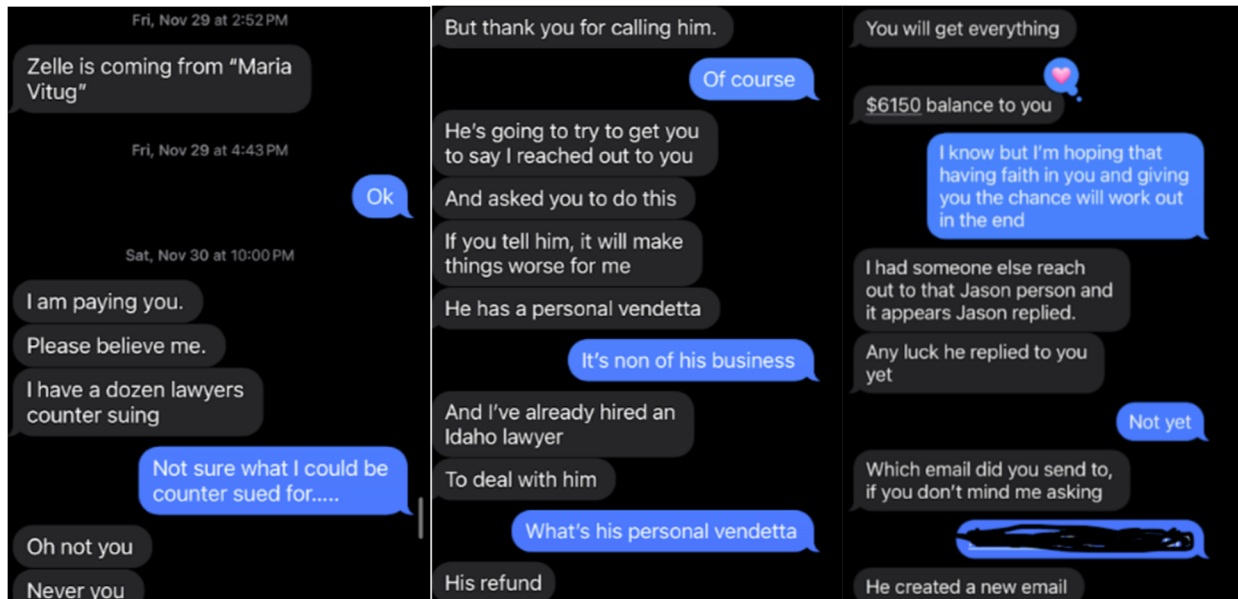 Fri, Nov 29 at 2:52 PM
Zelle is coming from “Maria
Vitug”
Fri, Nov 29 at 4:43 PM
Ok
Sat, Nov 30 at 10:00 PM
I am paying you.
Please believe me.
I have a dozen lawyers
counter suing
Not sure what I could be
counter sued for.....
Oh not you
Never you
But thank you for calling him.
Of course
He’s going to try to get you
to say I reached out to you
And asked you to do this
If you tell him, it will make
things worse for me
He has a personal vendetta
It’s non of his business
And I’ve already hired an
Idaho lawyer
To deal with him
What’s his personal vendetta
His refund
You will get everything
$6150 balance to you
I know but I’m hoping that
having faith in you and giving
you the chance will work out
in the end
I had someone else reach
out to that Jason person and
it appears Jason replied.
Any luck he replied to you
yet
Not yet
Which email did you send to,
if you don’t mind me asking
He created a new email